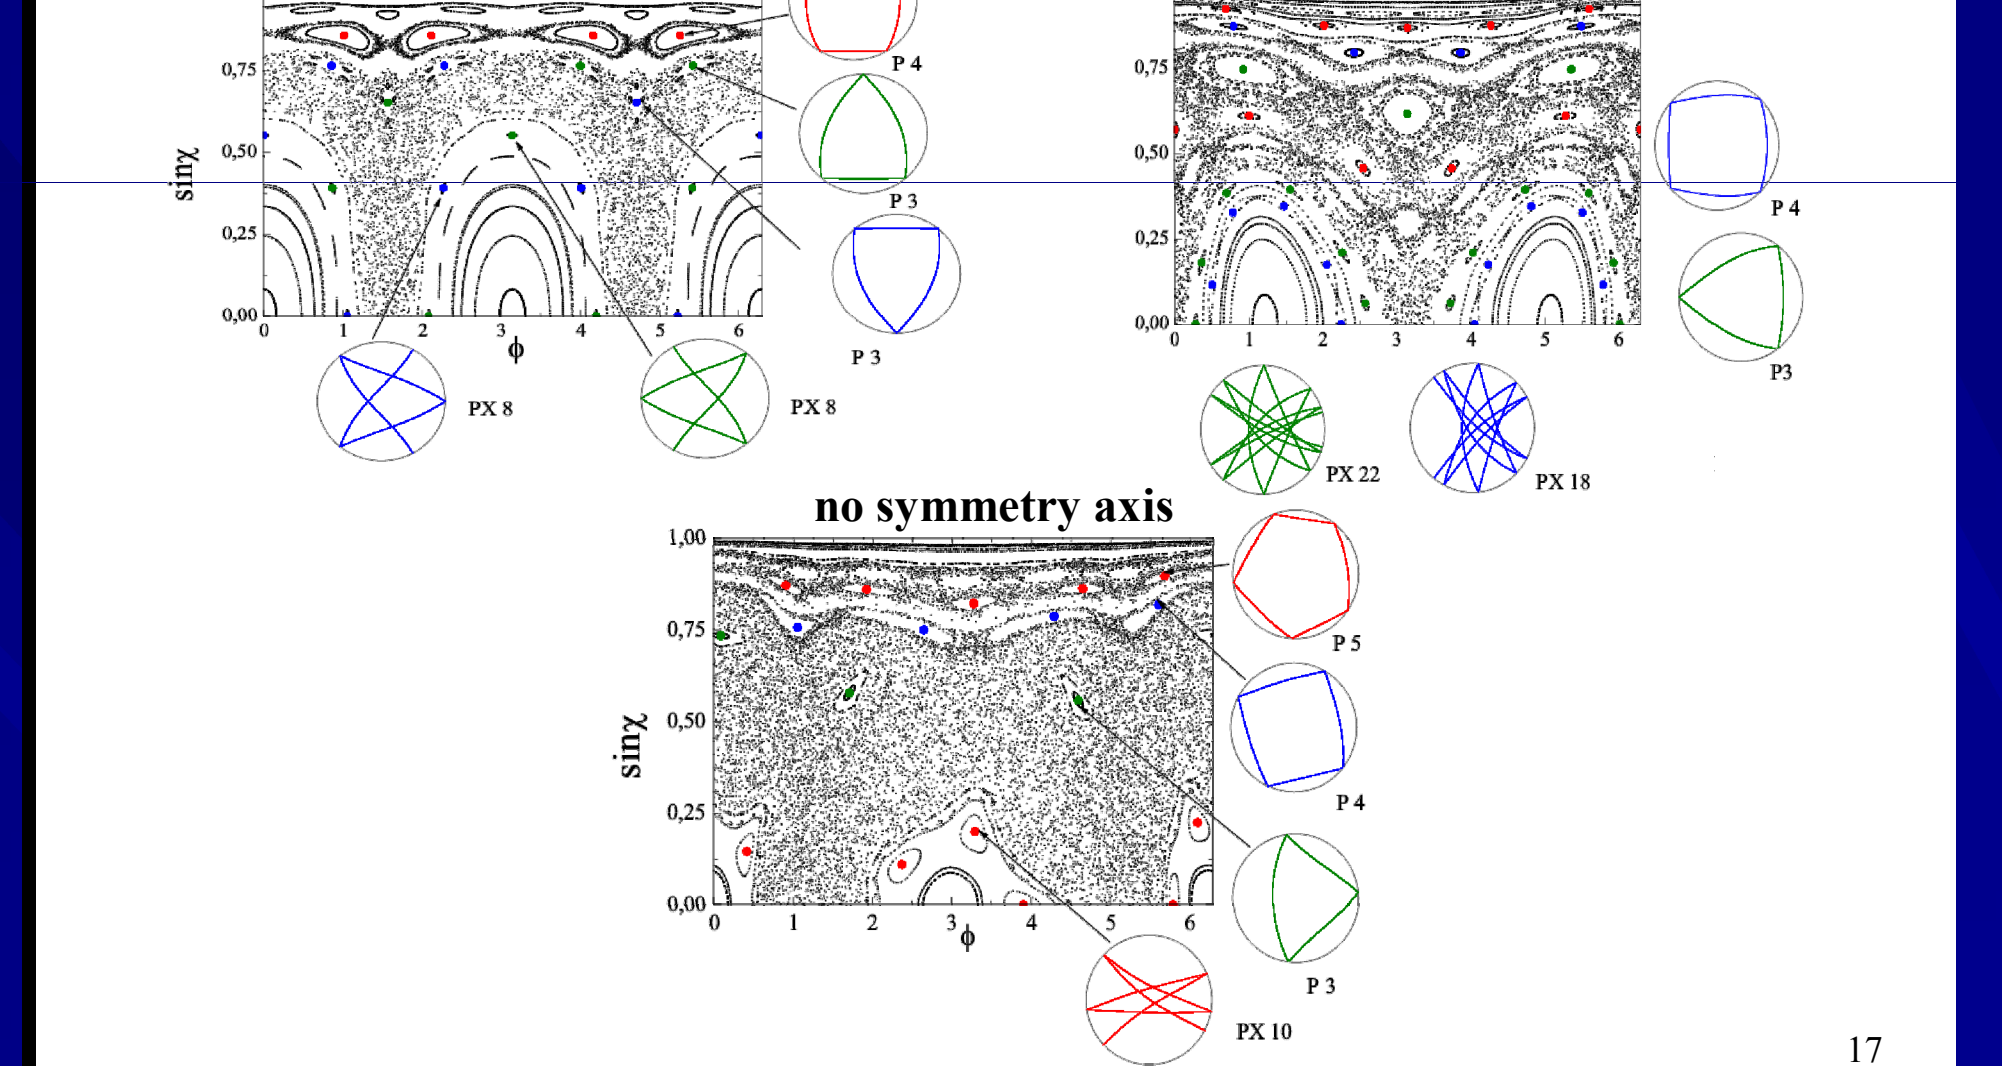 P 4
0,75
P 3
0,50
sinχ
0,25
P 3
0,00
0 1 2 3 4 5 6
ϕ
PX 8
PX 8
0,75
P 4
0,50
0,25
P3
0,00
0 1 2 3 4 5 6
PX 22
PX 18
no symmetry axis
1,00
P 5
0,75
P 4
0,50
sinχ
0,25
P 3
0,00
0 1 2 3 4 5 6
ϕ
PX 10
17